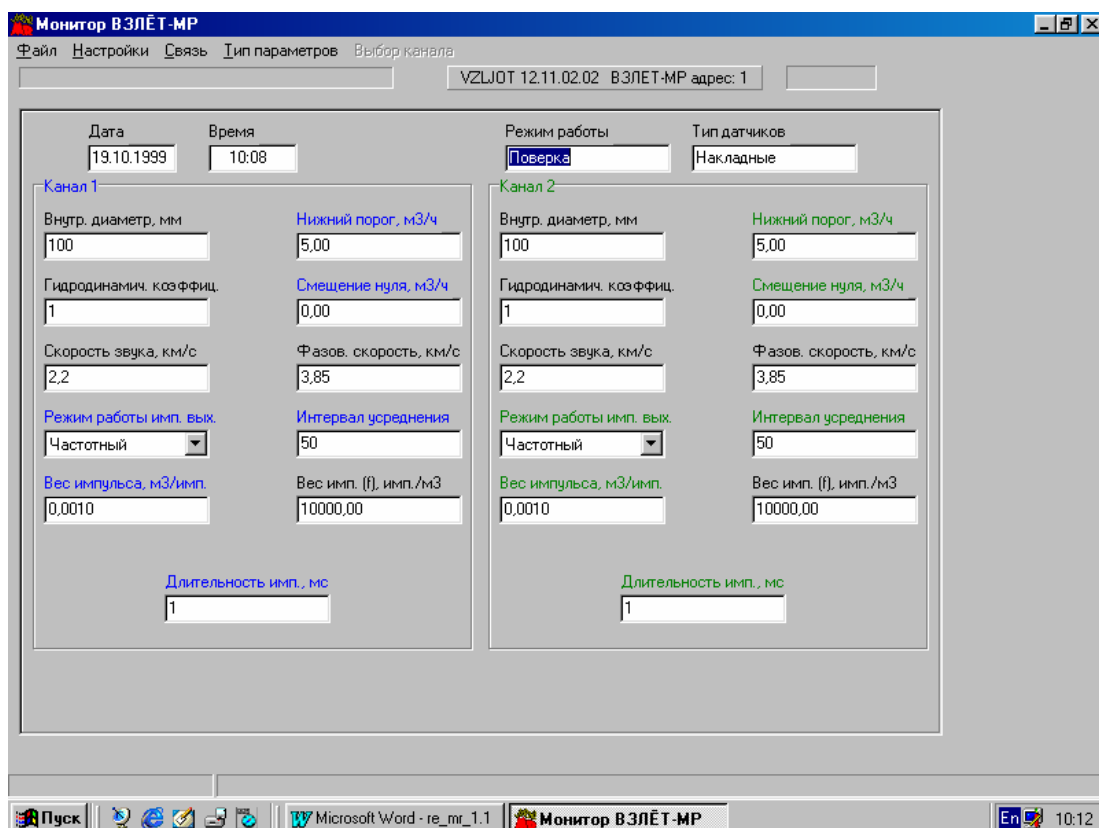 Монитор ВЗЛЁТ-МР
Файл Настройки Связь Тип параметров Выбор канала
VZLJOT 12.11.02.02 ВЗЛЕТ-МР адрес: 1
Дата Время Режим работы Тип датчиков
19.10.1999 10:08 Поверка Накладные
Канал 1 Канал 2
Внутр. диаметр, мм Нижний порог, м3/ч Внутр. диаметр, мм Нижний порог, м3/ч
100 5,00 100 5,00
Гидродинамич. коэффиц. Смещение нуля, м3/ч Гидродинамич. коэффиц. Смещение нуля, м3/ч
1 0,00 1 0,00
Скорость звука, км/с Фазов. скорость, км/с Скорость звука, км/с Фазов. скорость, км/с
2,2 3,85 2,2 3,85
Режим работы имп. вых. Интервал усреднения Режим работы имп. вых. Интервал усреднения
Частотный 50 Частотный 50
Вес импульса, м3/имп. Вес имп. (f), имп./м3 Вес импульса, м3/имп. Вес имп. (f), имп./м3
0,0010 10000,00 0,0010 10000,00
Длительность имп., мс Длительность имп., мс
1 1
Пуск Microsoft Word - re_mr_1.1 Монитор ВЗЛЁТ-МР En 10:12